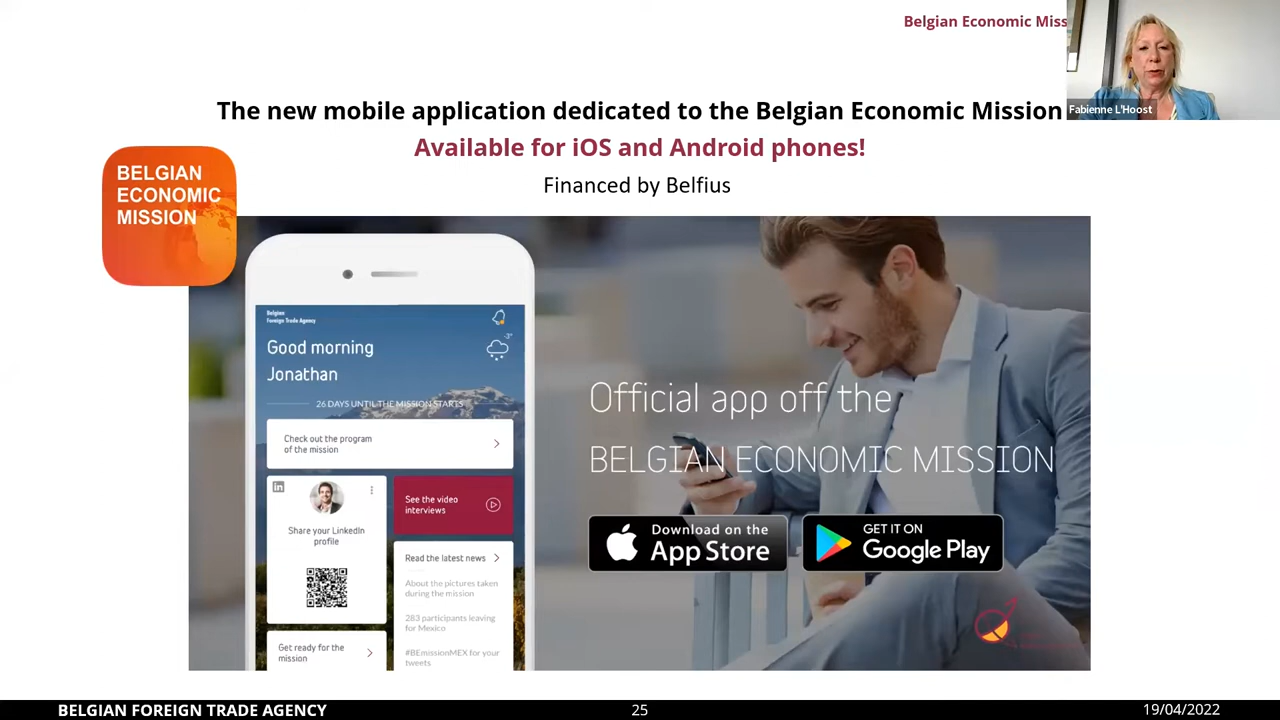 Belgian Economic Miss
Fabienne L'Hoost
The new mobile application dedicated to the Belgian Economic Mission
Available for iOS and Android phones!
Financed by Belfius
BELGIAN
ECONOMIC
MISSION
Belgian
Foreign Trade Agency
-3°
Good morning
Jonathan
26 DAYS UNTIL THE MISSION STARTS
Check out the program
of the mission
in
Share your LinkedIn
profile
See the video
interviews
Read the latest news
About the pictures taken
during the mission
283 participants leaving
for Mexico
#BEmissionMEX for your
tweets
Get ready for the
mission
Official app off the
BELGIAN ECONOMIC MISSION
Download on the
App Store
GET IT ON
Google Play
BELGIAN FOREIGN TRADE AGENCY
25
19/04/2022